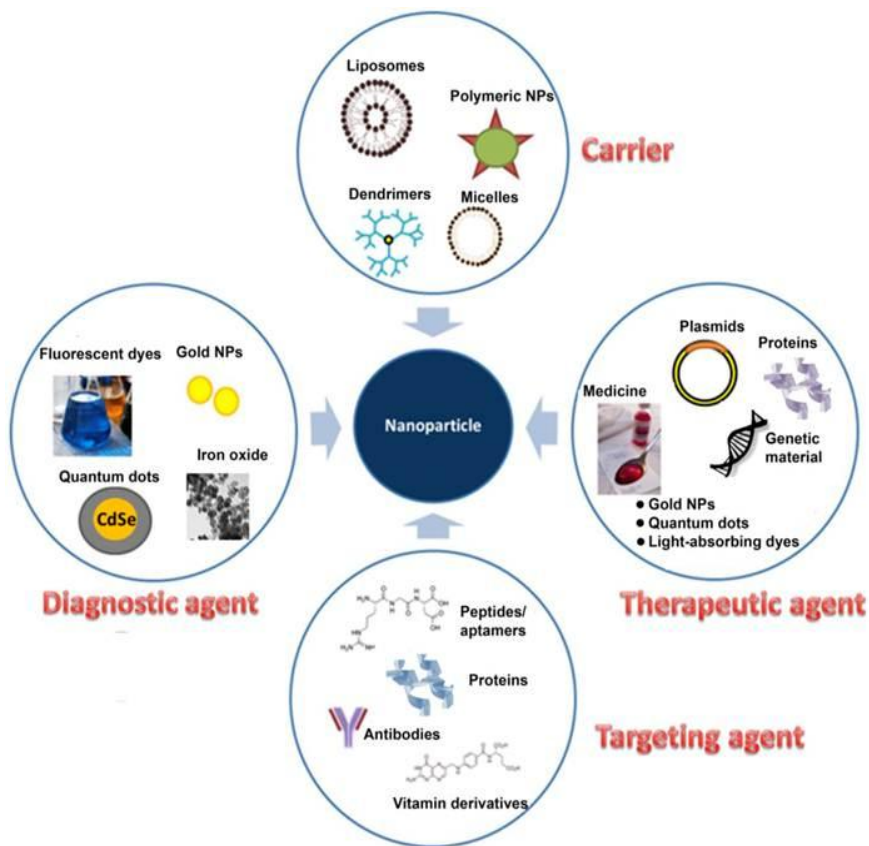 Liposomes
Polymeric NPs
Dendrimers
Micelles
Carrier
Fluorescent dyes
Gold NPs
Quantum dots
Iron oxide
CdSe
Diagnostic agent
Nanoparticle
Plasmids
Proteins
Medicine
Genetic
material
● Gold NPs
● Quantum dots
● Light-absorbing dyes
Therapeutic agent
Peptides/
aptamers
Proteins
Antibodies
Vitamin derivatives
Targeting agent